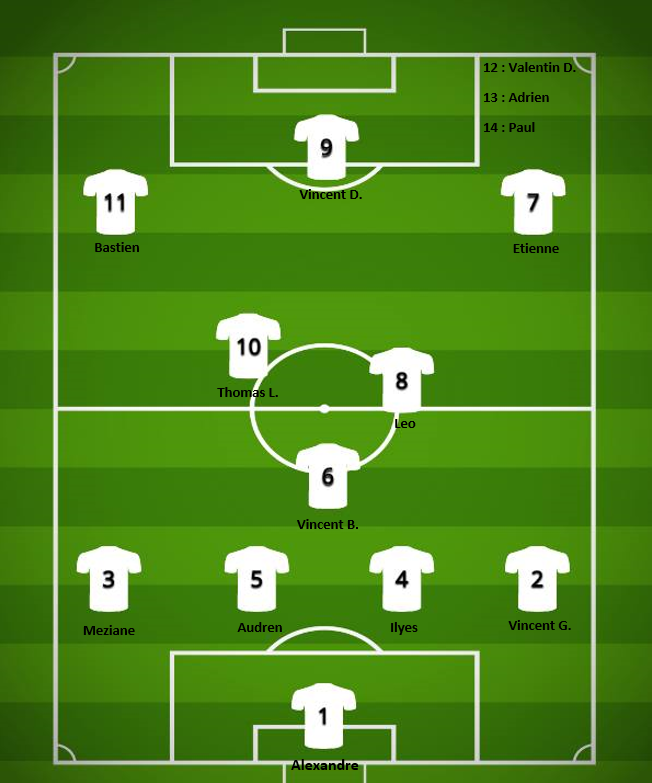 12 : Valentin D.
13 : Adrien
14 : Paul
9
Vincent D.
11
Bastien
7
Etienne
10
Thomas L.
8
Leo
6
Vincent B.
3
Meziane
5
Audren
4
Ilyes
2
Vincent G.
1
Alexandre